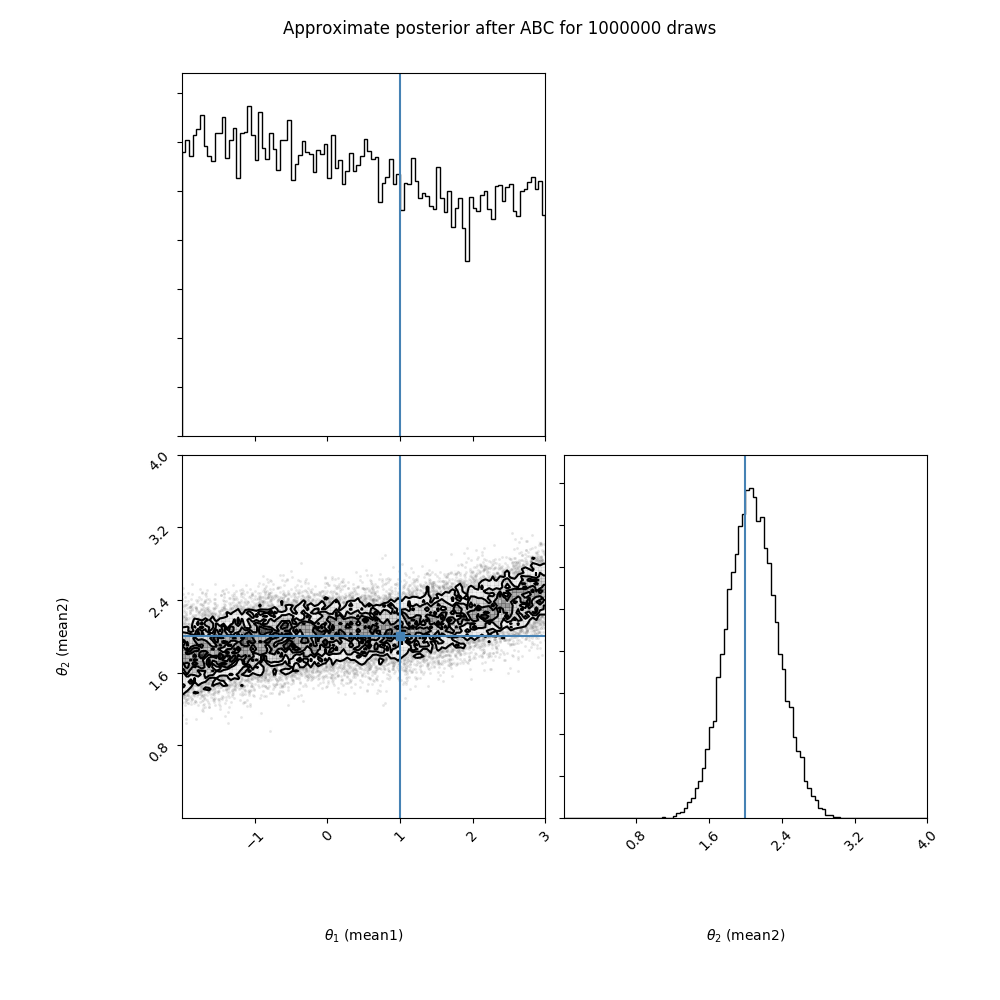 Approximate posterior after ABC for 1000000 draws
4.0
3.2
2.4
1.6
0.8
θ₂ (mean2)
−1 0 1 2 3
0.8 1.6 2.4 3.2 4.0
θ₁ (mean1)
θ₂ (mean2)